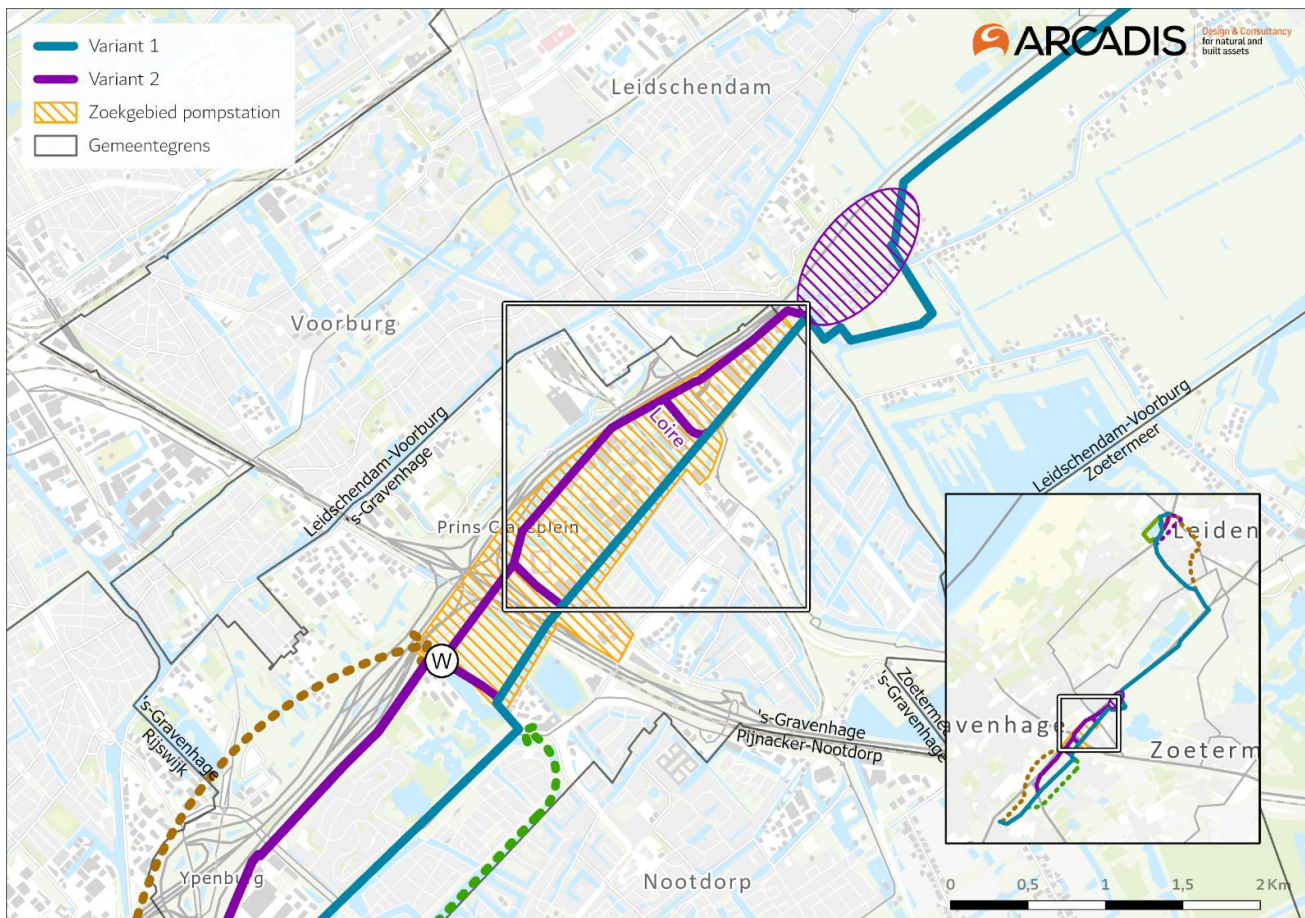 Variant 1
Variant 2
Zoekgebied pompstation
Gemeentegrens
ARCADIS
Design & Consultancy
for natural and
built assets
Leidschendam
Voorburg
Leidschendam-Voorburg
's-Gravenhage
Loire
Leidschendam-Voorburg
Zoetermeer
Prins Clausplein
W
's-Gravenhage
Rijswijk
's-Gravenhage
Pijnacker-Nootdorp
Zoetermeer
's-Gravenhage
Leiden
avenhage
Zoeterm
Ypenburg
Nootdorp
0 0,5 1 1,5 2 Km